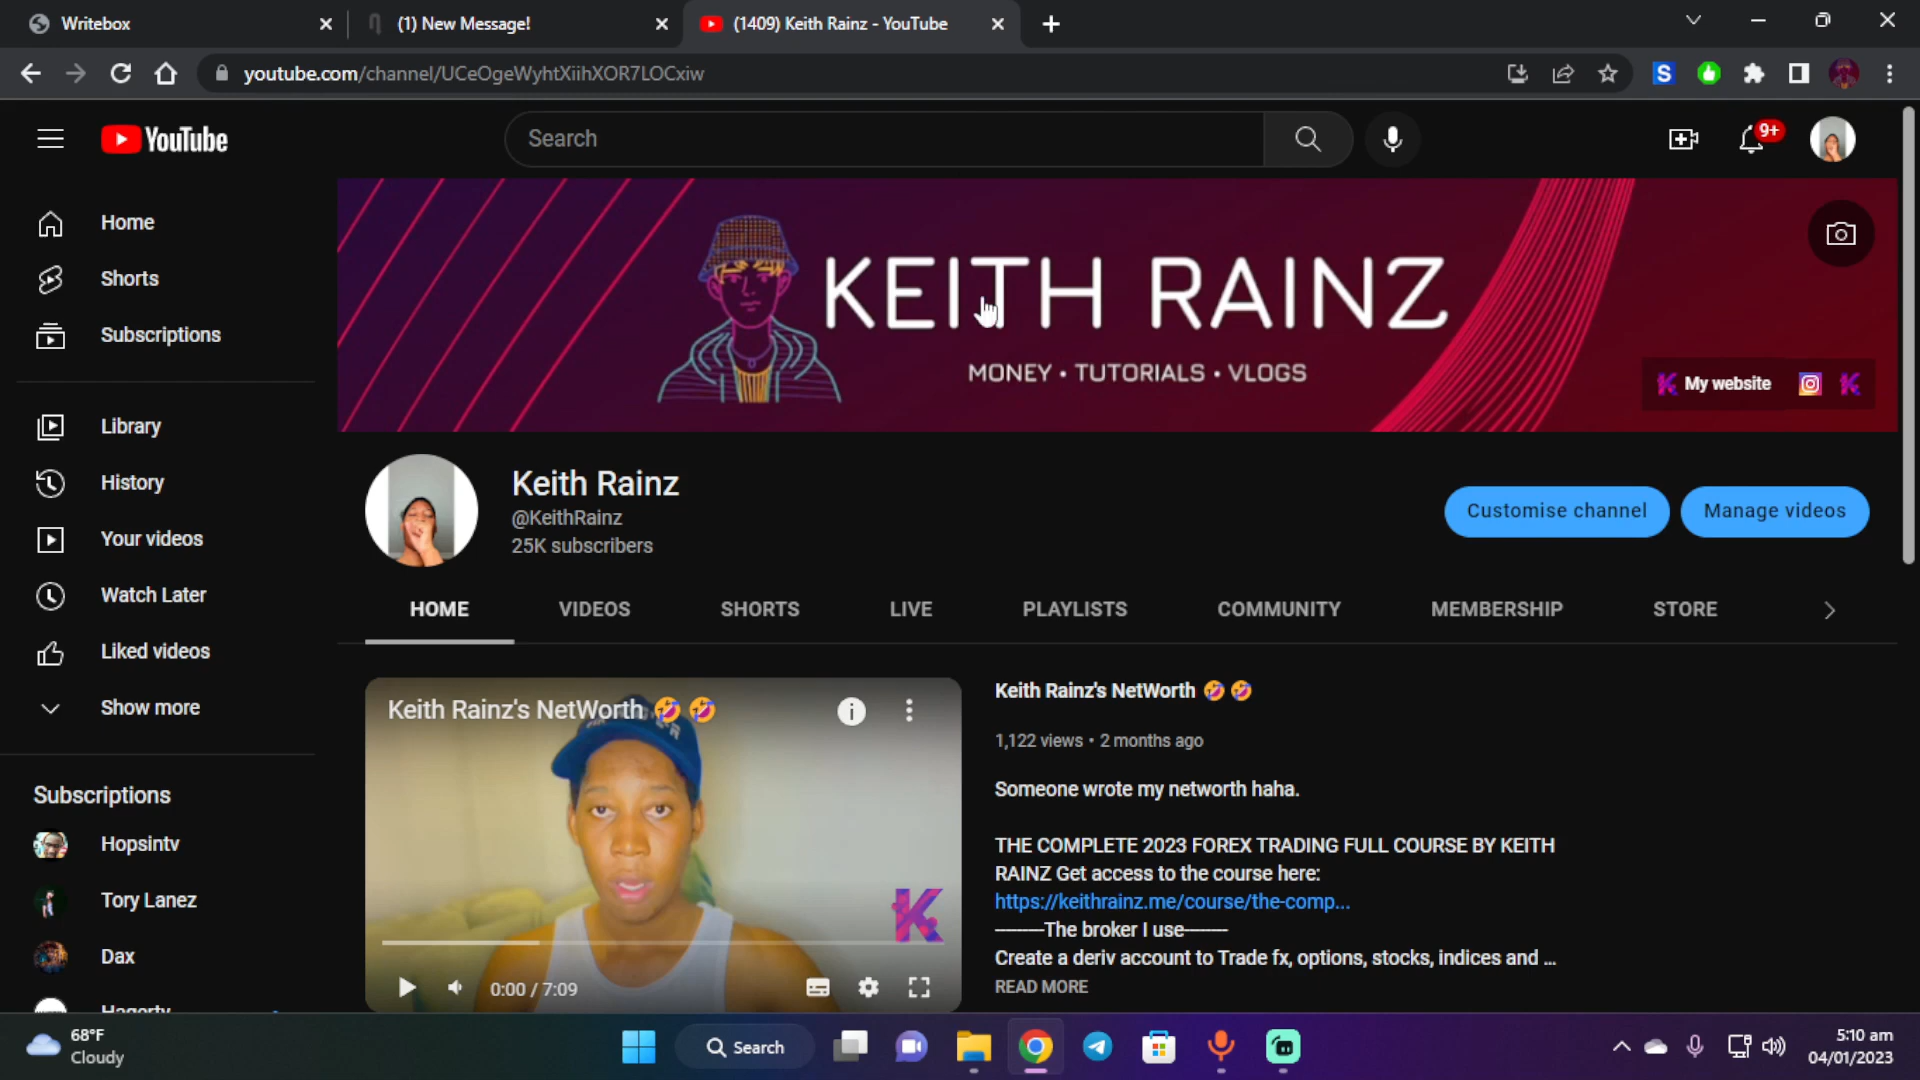 Writebox
(1) New Message!
(1409) Keith Rainz - YouTube
youtube.com/channel/UCeOgeWyhtXiihXOR7LOCxiw
YouTube
Search
9+
Home
Shorts
Subscriptions
KEITH RAINZ
MONEY • TUTORIALS • VLOGS
My website
Library
History
Your videos
Watch Later
Liked videos
Show more
Keith Rainz
@KeithRainz
25K subscribers
Customise channel
Manage videos
HOME VIDEOS SHORTS LIVE PLAYLISTS COMMUNITY MEMBERSHIP STORE
Keith Rainz's NetWorth 🤣 🤣
0:00 / 7:09
Keith Rainz's NetWorth 🤣 🤣
1,122 views • 2 months ago
Someone wrote my networth haha.
THE COMPLETE 2023 FOREX TRADING FULL COURSE BY KEITH
RAINZ Get access to the course here:
https://keithrainz.me/course/the-comp...
--------The broker I use-------
Create a deriv account to Trade fx, options, stocks, indices and ...
READ MORE
Subscriptions
Hopsintv
Tory Lanez
Dax
68°F
Cloudy
Search
5:10 am
04/01/2023